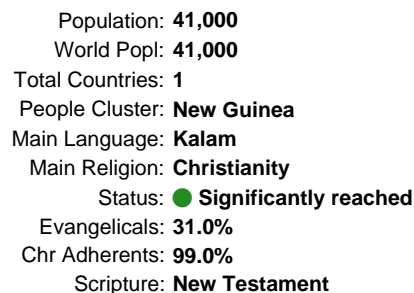 Population: 41,000
World Popl: 41,000
Total Countries: 1
People Cluster: New Guinea
Main Language: Kalam
Main Religion: Christianity
Status: Significantly reached
Evangelicals: 31.0%
Chr Adherents: 99.0%
Scripture: New Testament